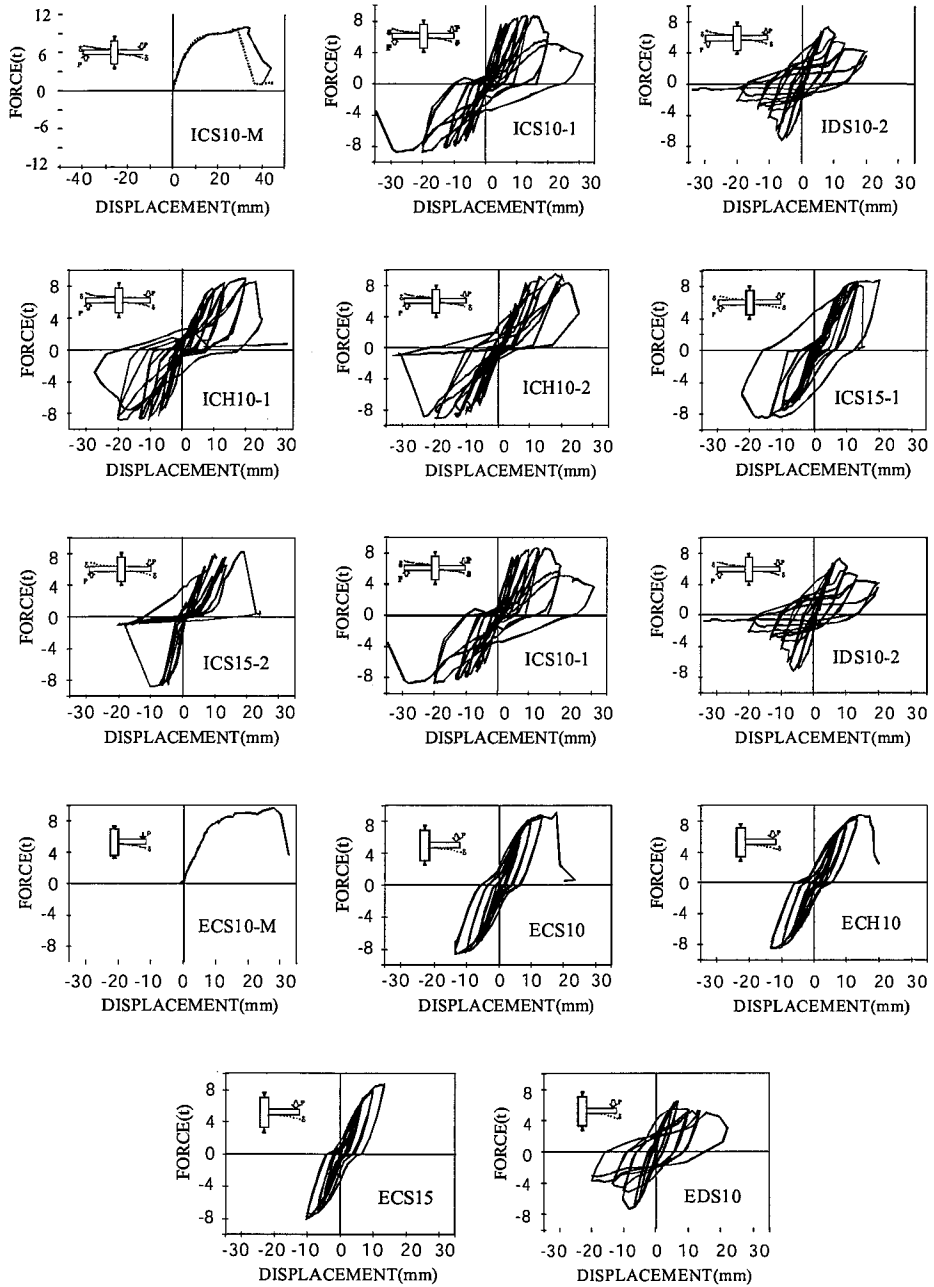 12 8 8
9
6 4 4
3
0 0 0
-3
-6 -4 -4
-9
-12 -8 -8
FORCE(t) FORCE(t) FORCE(t)
ICS10-M ICS10-1 IDS10-2
-40 -20 0 20 40 -30 -20 -10 0 10 20 30 -30 -20 -10 0 10 20 30
DISPLACEMENT(mm) DISPLACEMENT(mm) DISPLACEMENT(mm)
8 8 8
4 4 4
0 0 0
-4 -4 -4
-8 -8 -8
FORCE(t) FORCE(t) FORCE(t)
ICH10-1 ICH10-2 ICS15-1
-30 -20 -10 0 10 20 30 -30 -20 -10 0 10 20 30 -30 -20 -10 0 10 20 30
DISPLACEMENT(mm) DISPLACEMENT(mm) DISPLACEMENT(mm)
8 8 8
4 4 4
0 0 0
-4 -4 -4
-8 -8 -8
FORCE(t) FORCE(t) FORCE(t)
ICS15-2 ICS10-1 IDS10-2
-30 -20 -10 0 10 20 30 -30 -20 -10 0 10 20 30 -30 -20 -10 0 10 20 30
DISPLACEMENT(mm) DISPLACEMENT(mm) DISPLACEMENT(mm)
8 8 8
4 4 4
0 0 0
-4 -4 -4
-8 -8 -8
FORCE(t) FORCE(t) FORCE(t)
ECS10-M ECS10 ECH10
-30 -20 -10 0 10 20 30 -30 -20 -10 0 10 20 30 -30 -20 -10 0 10 20 30
DISPLACEMENT(mm) DISPLACEMENT(mm) DISPLACEMENT(mm)
8 8
4 4
0 0
-4 -4
-8 -8
FORCE(t) FORCE(t)
ECS15 EDS10
-30 -20 -10 0 10 20 30 -30 -20 -10 0 10 20 30
DISPLACEMENT(mm) DISPLACEMENT(mm)